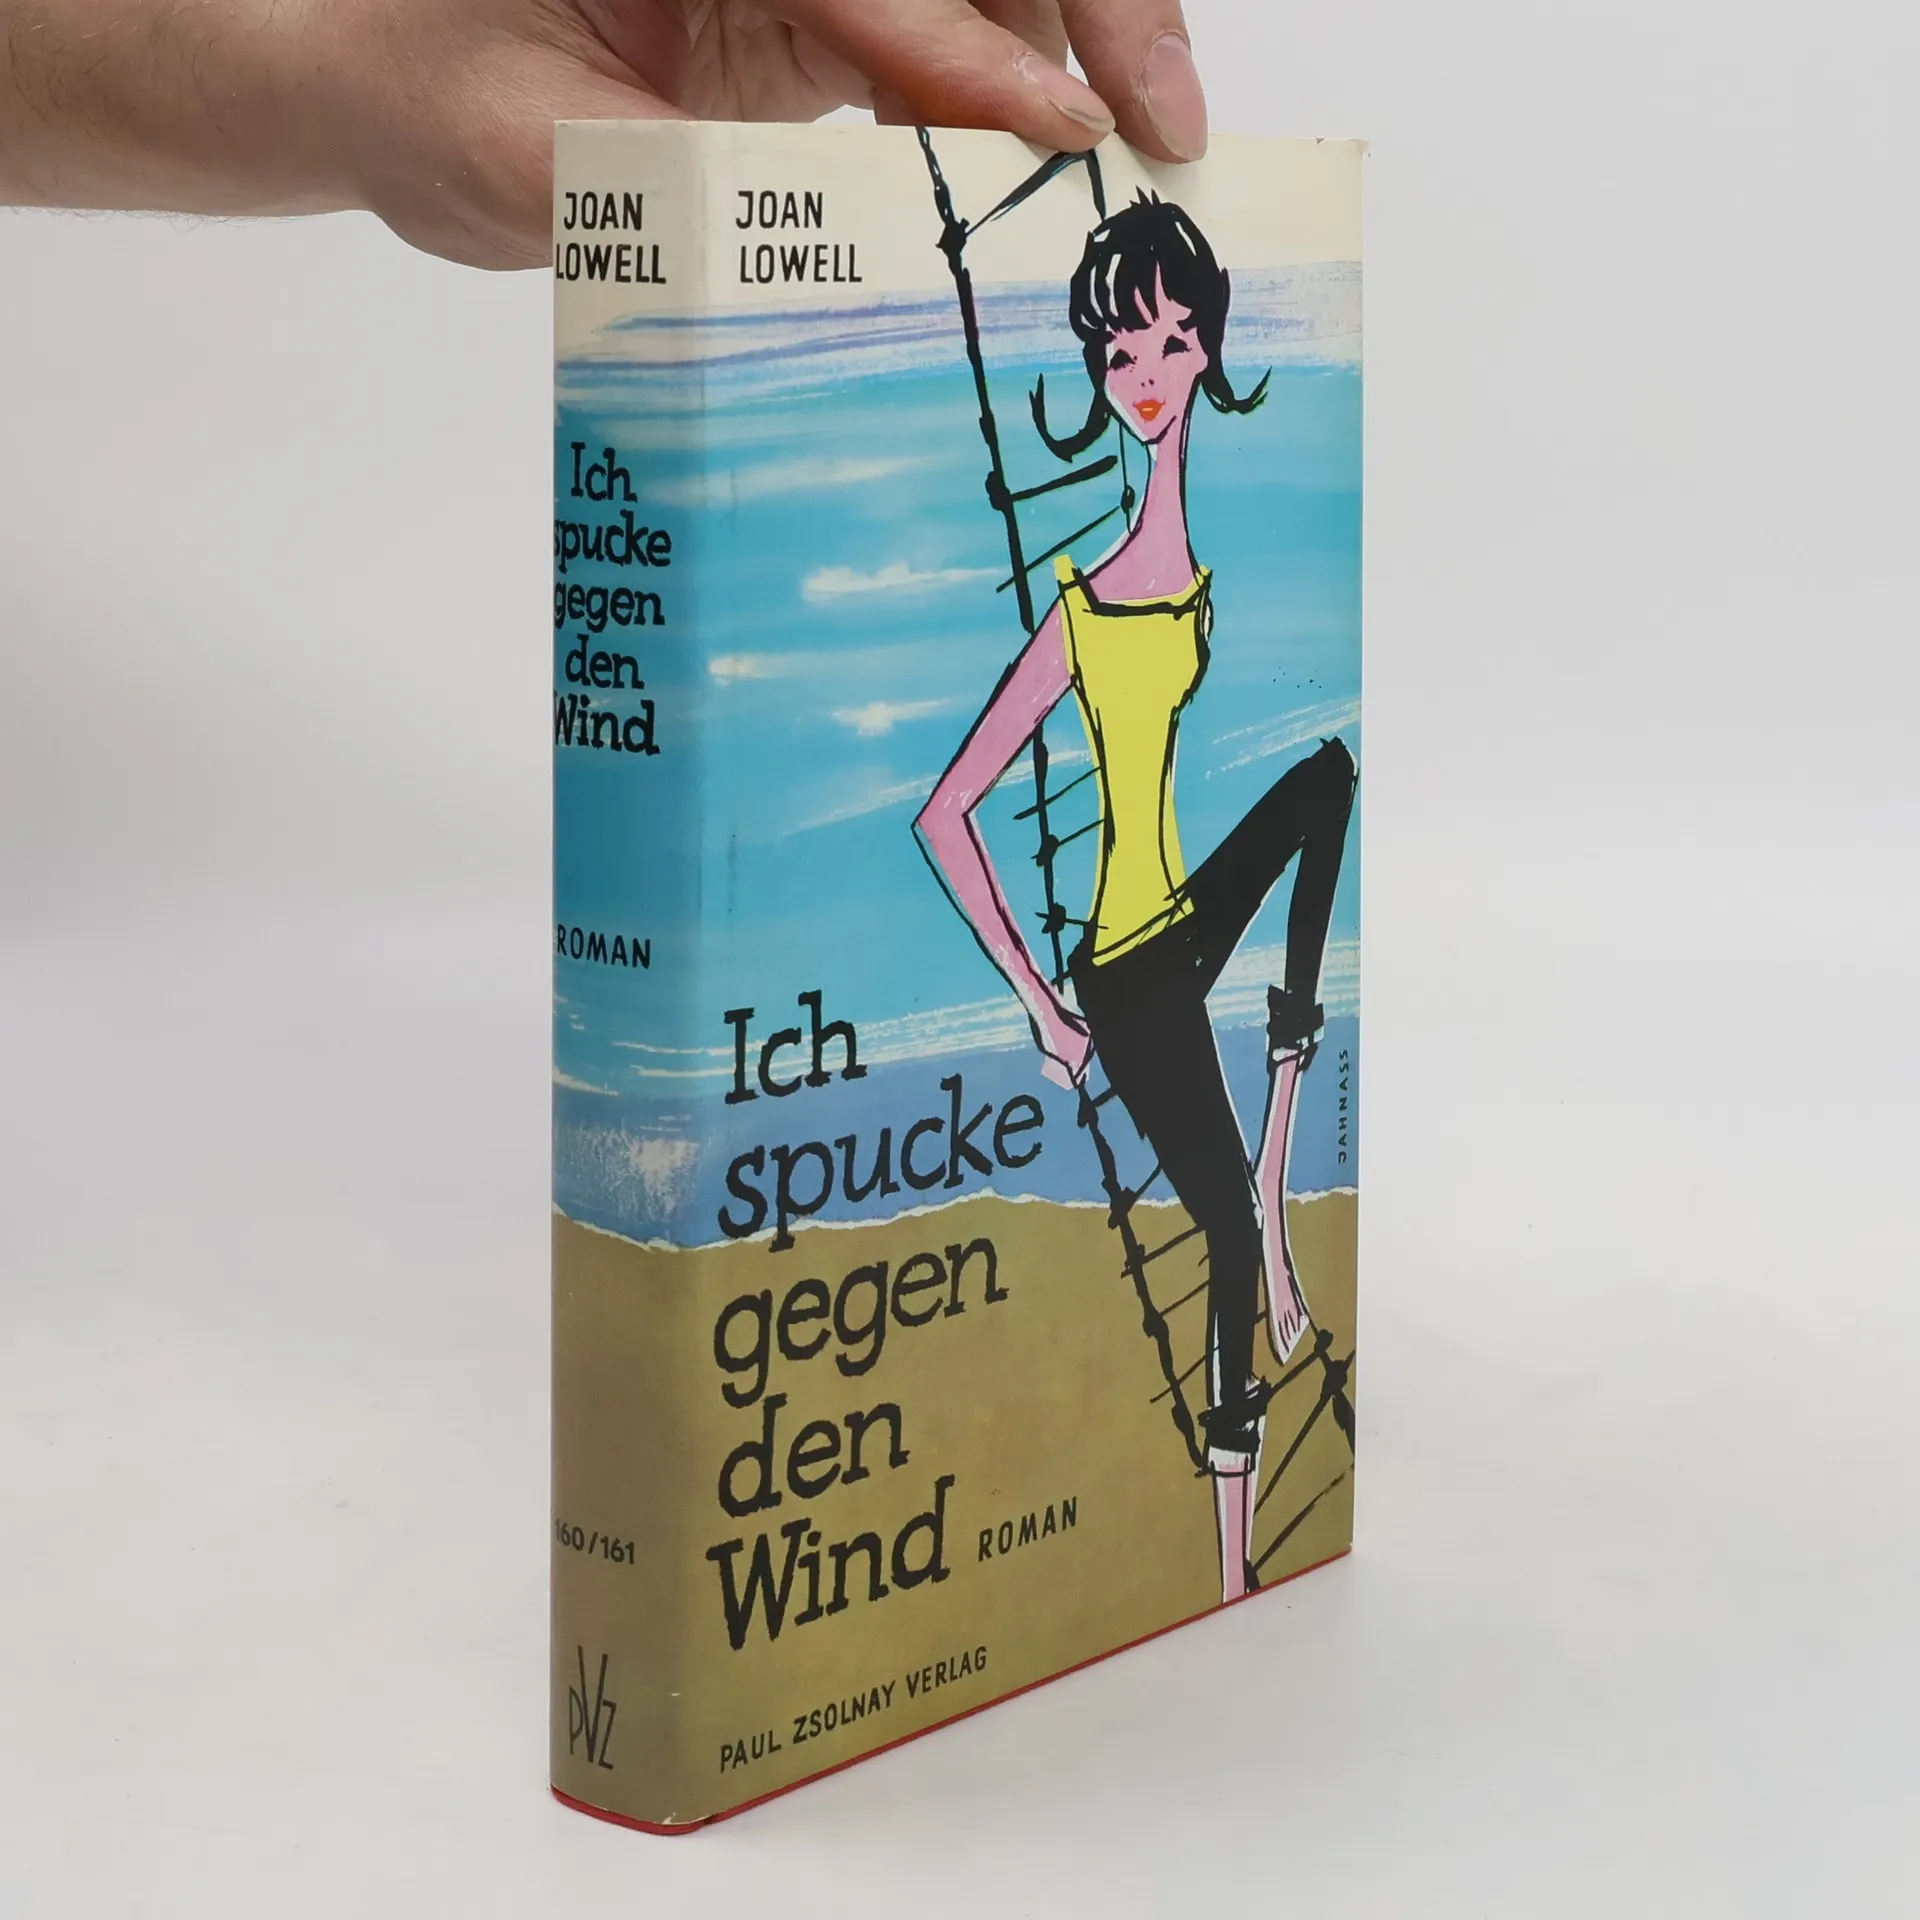 JOAN
LOWELL
Ich
spucke
gegen
den
Wind
ROMAN
160/161
PVZ
JOAN
LOWELL
Ich
spucke
gegen
den
Wind ROMAN
PAUL ZSOLNAY VERLAG
JAHNASS